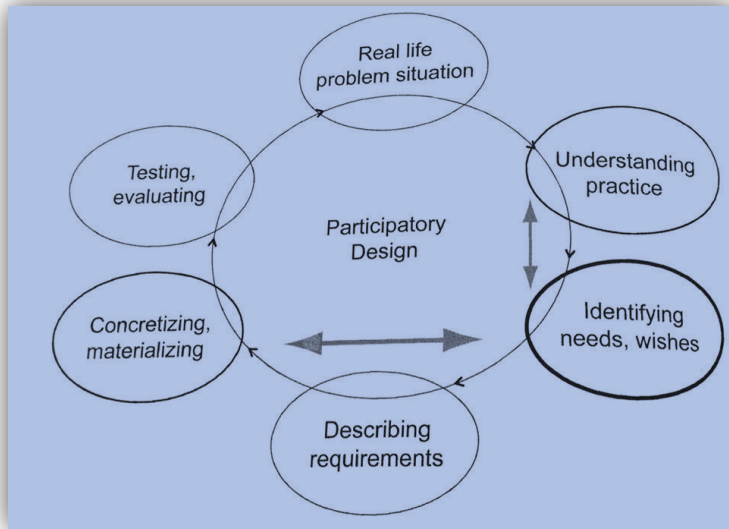 Real life
problem situation
Understanding
practice
Identifying
needs, wishes
Describing
requirements
Concretizing,
materializing
Testing,
evaluating
Participatory
Design